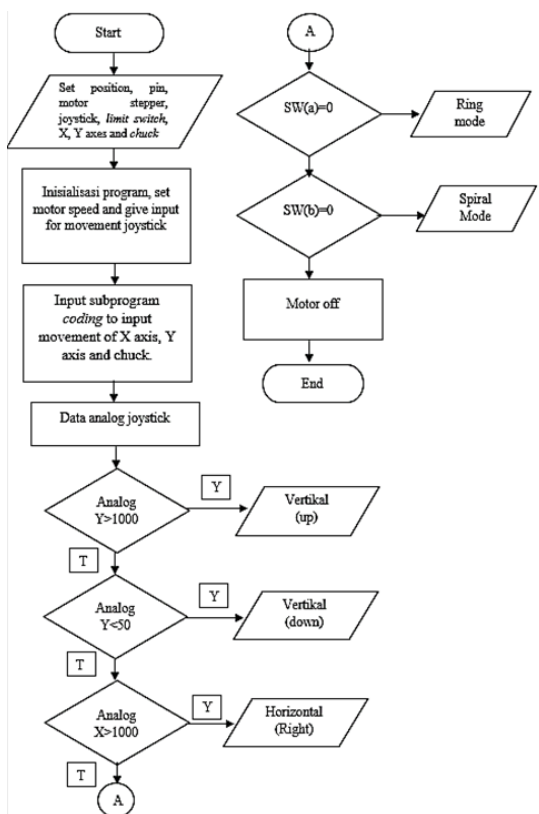 Start
Set position, pin,
motor stepper,
joystick, limit switch,
X, Y axes and chuck
Inisialisasi program, set
motor speed and give input
for movement joystick
Input subprogram
coding to input
movement of X axis, Y
axis and chuck.
Data analog joystick
Analog
Y>1000
Y
Vertikal
(up)
T
Analog
Y<50
Y
Vertikal
(down)
T
Analog
X>1000
Y
Horizontal
(Right)
T
A
A
SW(a)=0
Ring
mode
SW(b)=0
Spiral
Mode
Motor off
End